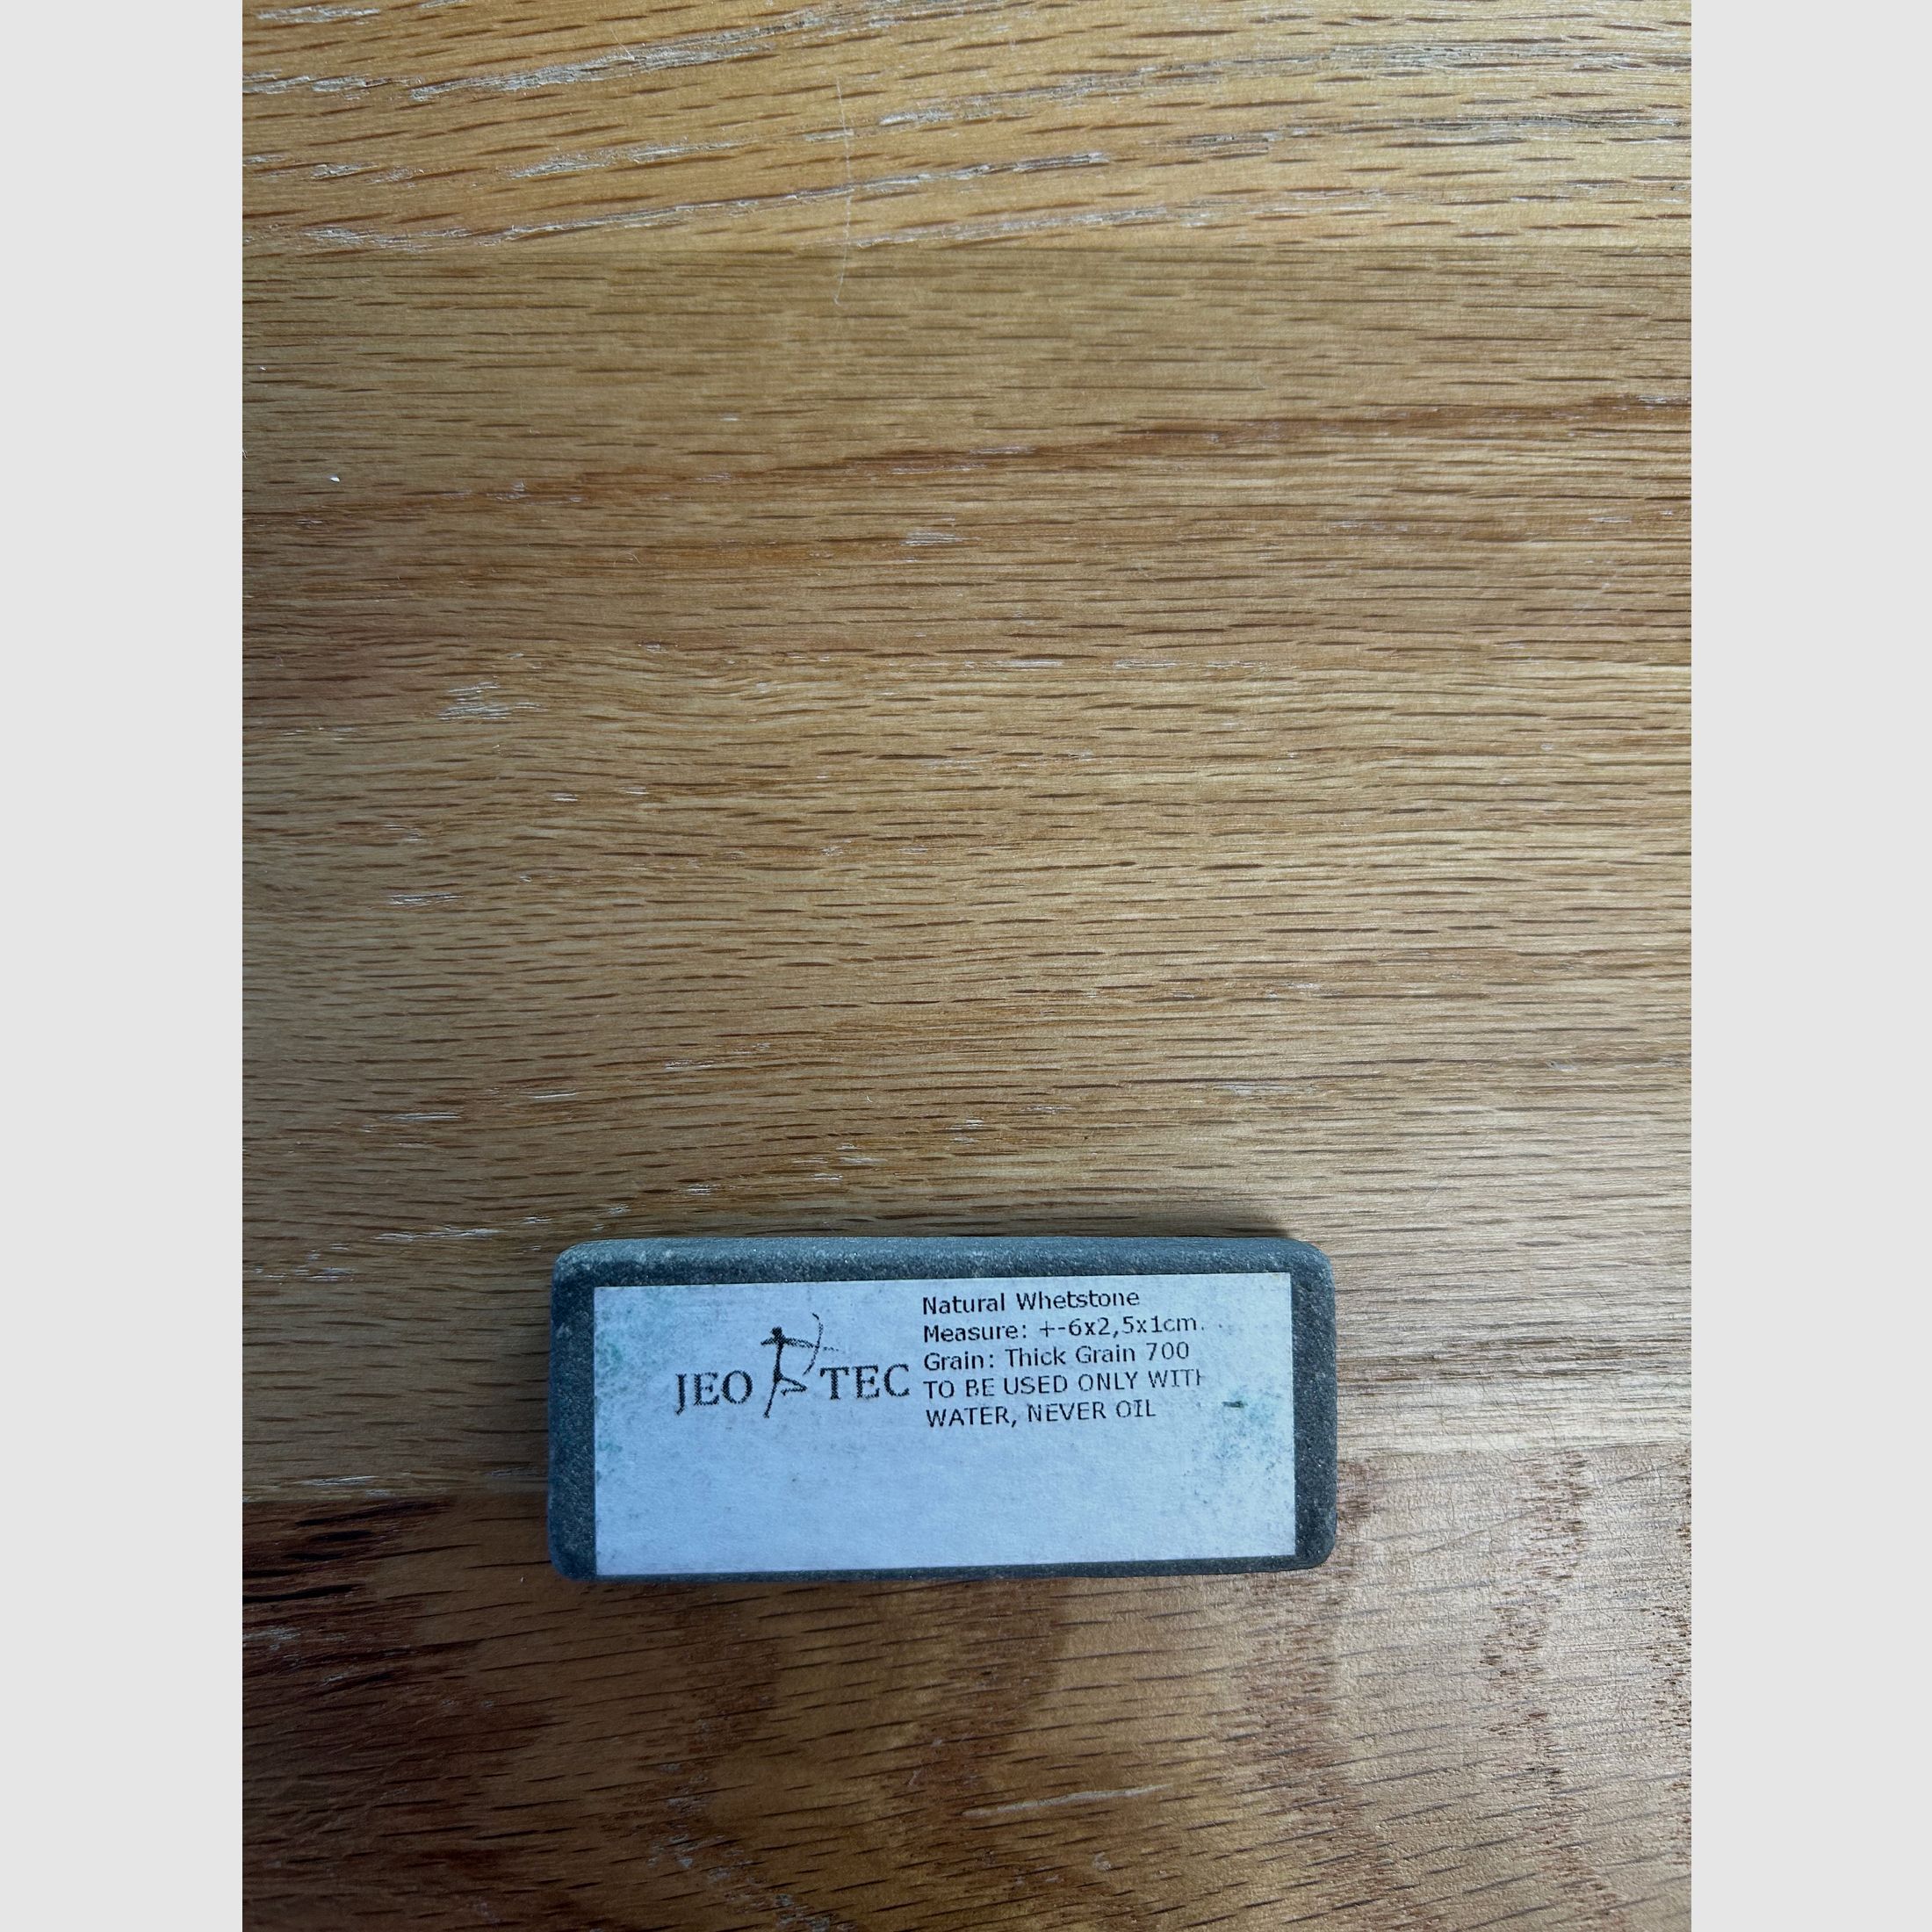 JEO TEC
Natural Whetstone
Measure: +-6x2,5x1cm.
Grain: Thick Grain 700
TO BE USED ONLY WITH
WATER, NEVER OIL